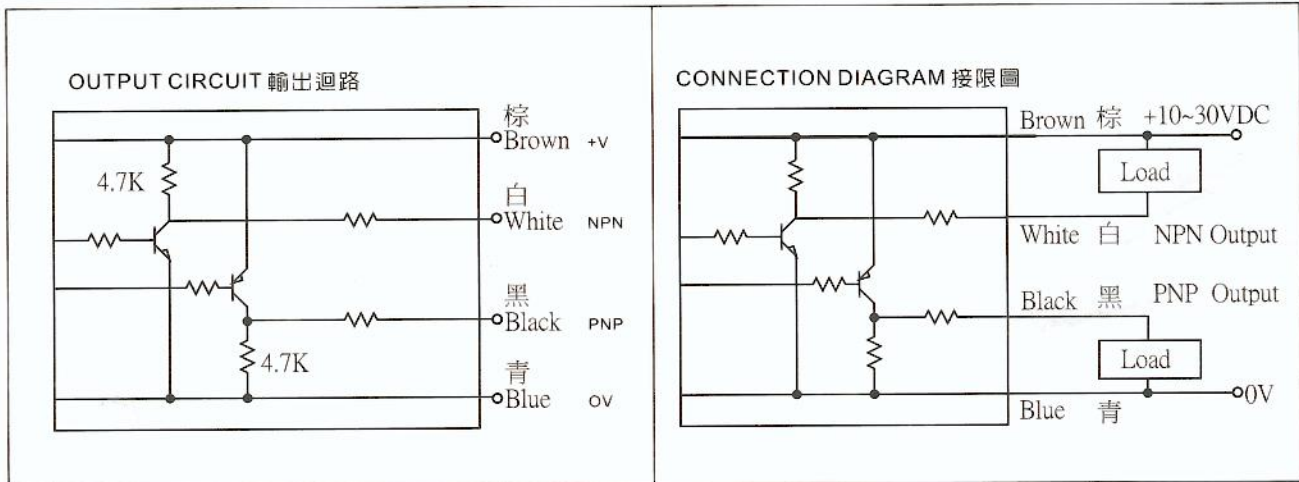 OUTPUT CIRCUIT 輸出迴路
棕
Brown +V
4.7K
白
White NPN
黑
Black PNP
4.7K
青
Blue OV
CONNECTION DIAGRAM 接限圖
Brown 棕 +10~30VDC
Load
White 白 NPN Output
Black 黑 PNP Output
Load
0V
Blue 青